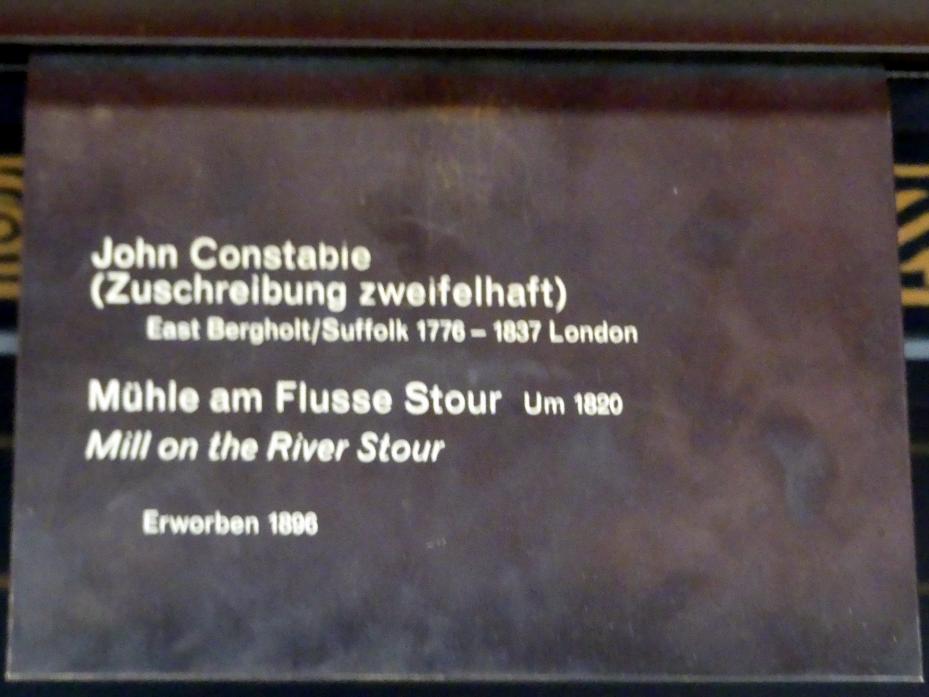 John Constable
(Zuschreibung zweifelhaft)
East Bergholt/Suffolk 1776 – 1837 London
Mühle am Flusse Stour Um 1820
Mill on the River Stour
Erworben 1896